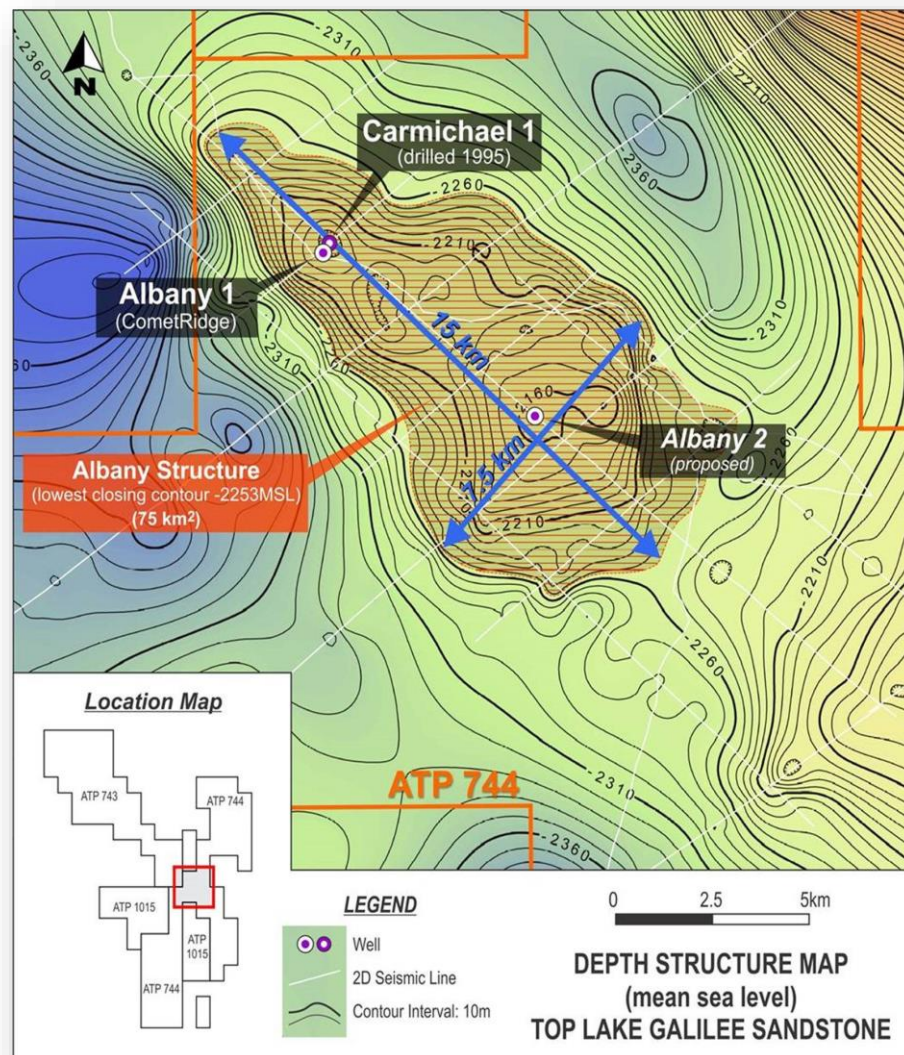 -2360
-2310
-2210
N
Carmichael 1
(drilled 1995)
-2260
-2360
-2210
Albany 1
(CometRidge)
-2310
15 km
-2160
Albany 2
(proposed)
7.5 km
Albany Structure
(lowest closing contour -2253MSL)
(75 km²)
-2260
-2210
-2210
-2260
Location Map
ATP 743
ATP 744
ATP 1015
ATP 1015
ATP 744
ATP 744
-2310
-2360
LEGEND
Well
2D Seismic Line
Contour Interval: 10m
0 2.5 5km
DEPTH STRUCTURE MAP
(mean sea level)
TOP LAKE GALILEE SANDSTONE